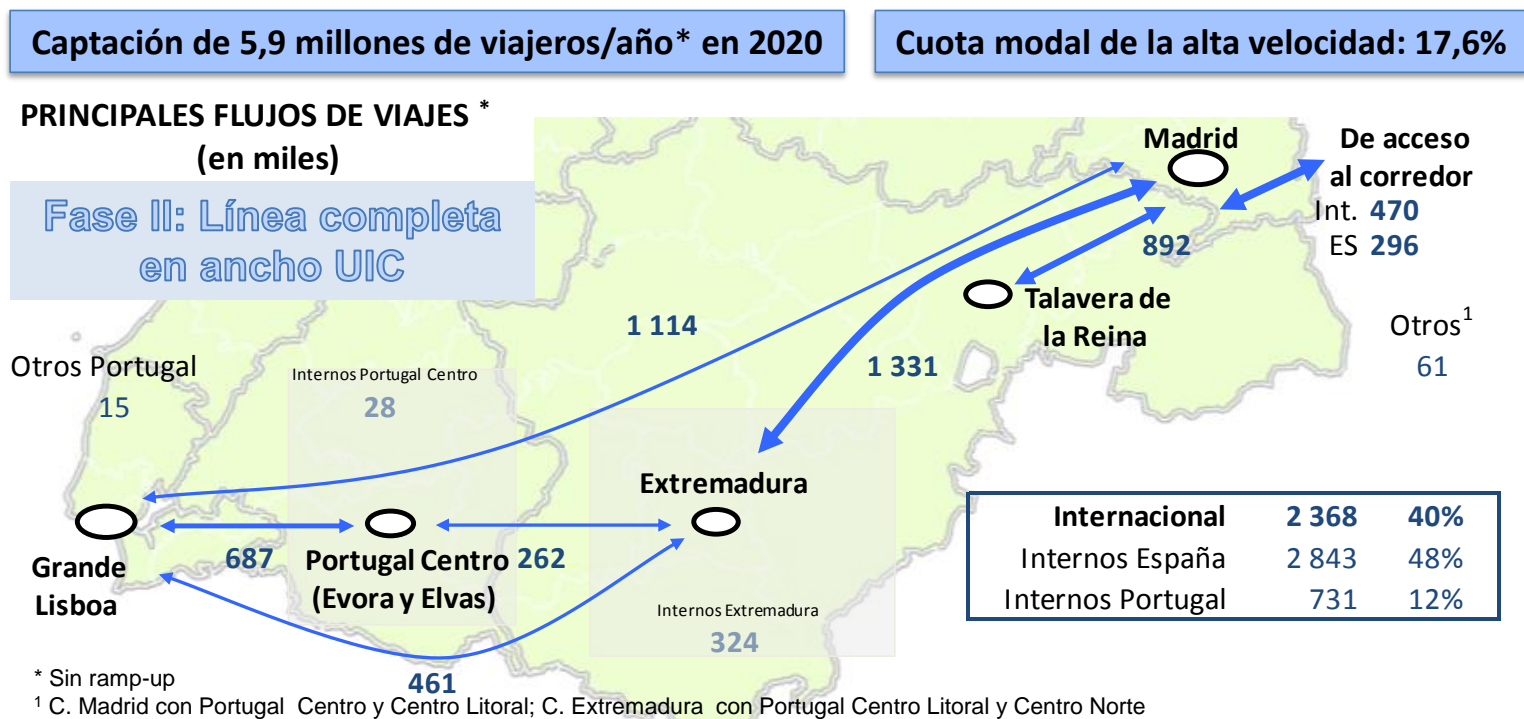 Captación de 5,9 millones de viajeros/año* en 2020
Cuota modal de la alta velocidad: 17,6%
PRINCIPALES FLUJOS DE VIAJES *
(en miles)
Fase II: Línea completa
en ancho UIC
Madrid
De acceso
al corredor
Int. 470
ES 296
892
Talavera de
la Reina
1 114
1 331
Otros¹
61
Otros Portugal
15
Internos Portugal Centro
28
Extremadura
Grande
Lisboa
687
Portugal Centro
(Evora y Elvas)
262
Internos Extremadura
324
461
Internacional 2 368 40%
Internos España 2 843 48%
Internos Portugal 731 12%
* Sin ramp-up
¹ C. Madrid con Portugal Centro y Centro Litoral; C. Extremadura con Portugal Centro Litoral y Centro Norte